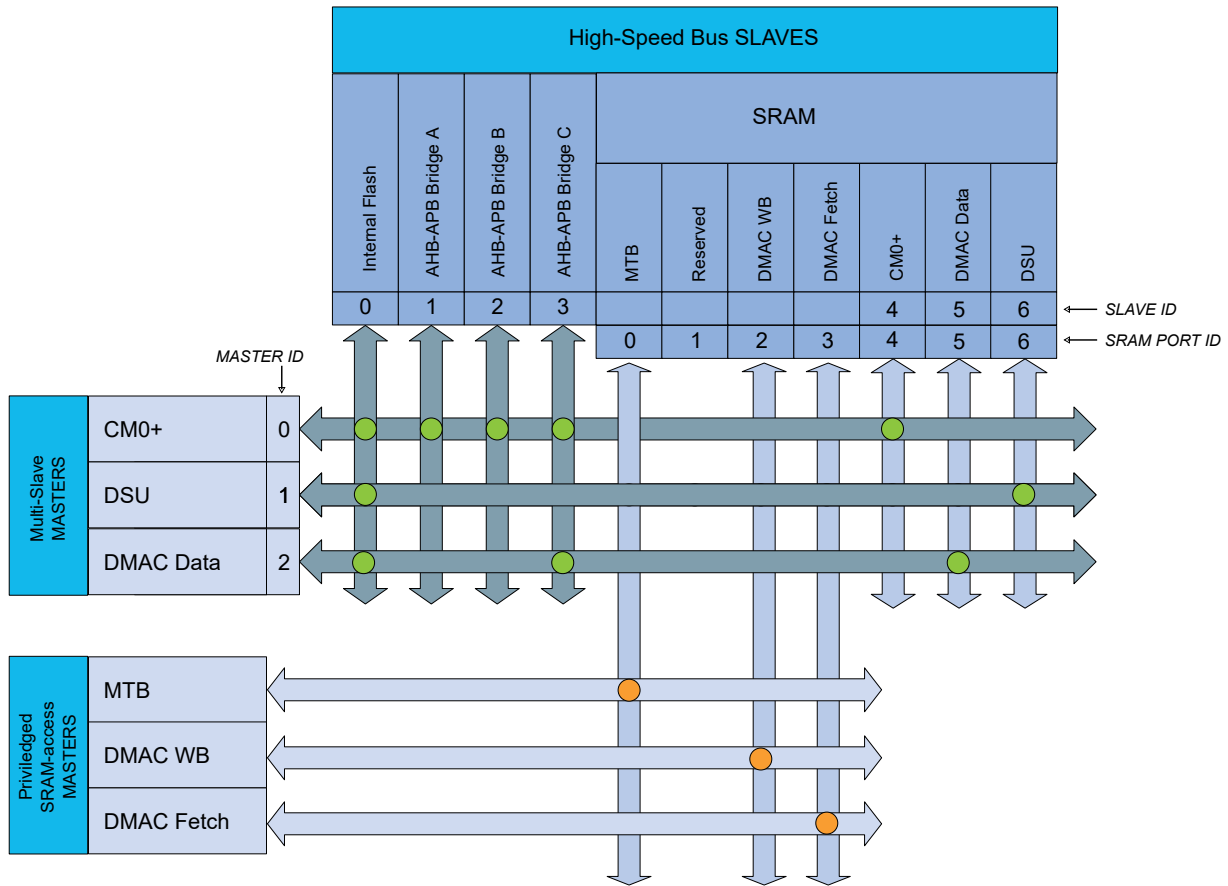 High-Speed Bus SLAVES
SRAM
Internal Flash
AHB-APB Bridge A
AHB-APB Bridge B
AHB-APB Bridge C
MTB
Reserved
DMAC WB
DMAC Fetch
CM0+
DMAC Data
DSU
0 1 2 3 4 5 6 SLAVE ID
0 1 2 3 4 5 6 SRAM PORT ID
MASTER ID
Multi-Slave
MASTERS
CM0+ 0
DSU 1
DMAC Data 2
Priviledged
SRAM-access
MASTERS
MTB
DMAC WB
DMAC Fetch